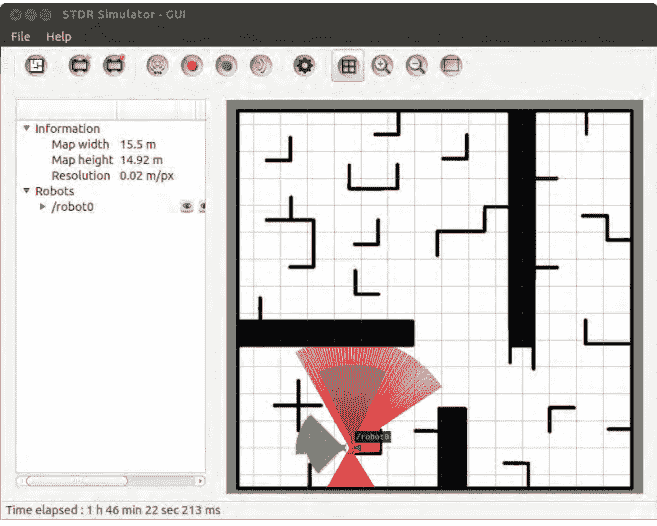 STDR Simulator - GUI
File Help
Information
Map width 15.5 m
Map height 14.92 m
Resolution 0.02 m/px
Robots
/robot0
/robot0
Time elapsed : 1 h 46 min 22 sec 213 ms